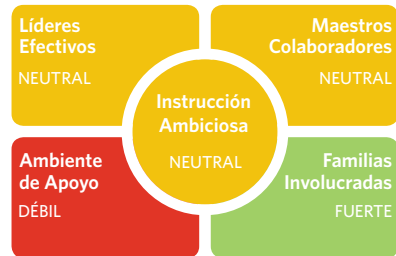 Líderes
Efectivos
NEUTRAL
Maestros
Colaboradores
NEUTRAL
Instrucción
Ambiciosa
NEUTRAL
Ambiente
de Apoyo
DÉBIL
Familias
Involucradas
FUERTE